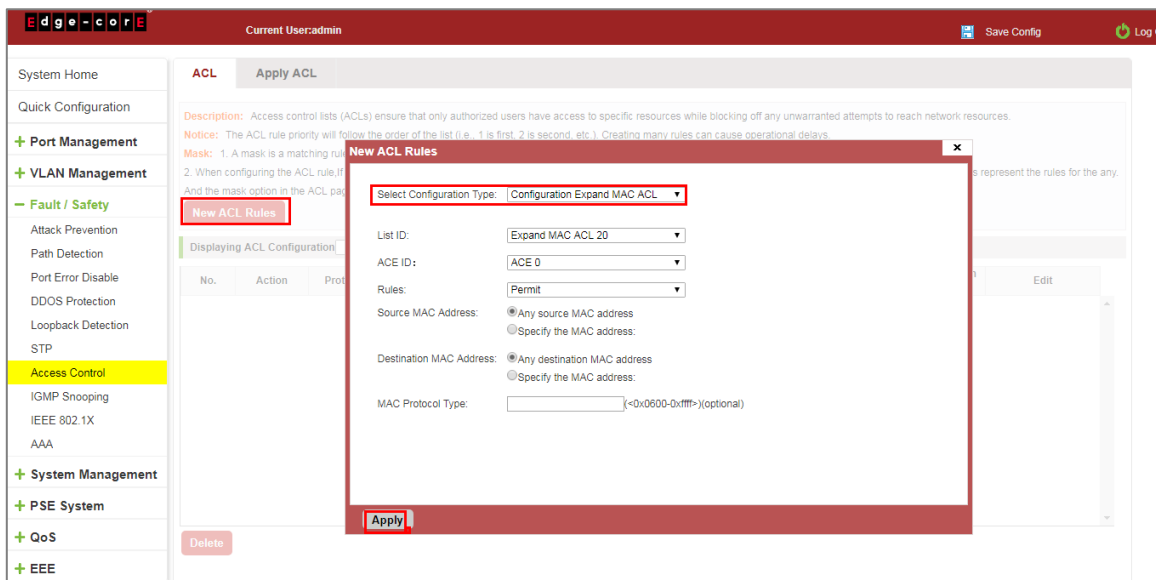 Edge-corE
Current User:admin
Save Config
Log
System Home
Quick Configuration
+ Port Management
+ VLAN Management
− Fault / Safety
Attack Prevention
Path Detection
Port Error Disable
DDOS Protection
Loopback Detection
STP
Access Control
IGMP Snooping
IEEE 802.1X
AAA
+ System Management
+ PSE System
+ QoS
+ EEE
ACL
Apply ACL
Description: Access control lists (ACLs) ensure that only authorized users have access to specific resources while blocking off any unwarranted attempts to reach network resources.
Notice: The ACL rule priority will follow the order of the list (i.e., 1 is first, 2 is second, etc.). Creating many rules can cause operational delays.
Mask: 1. A mask is a matching rule
2. When configuring the ACL rule,If
s represent the rules for the any.
And the mask option in the ACL pag
New ACL Rules
Displaying ACL Configuration
No. Action Prot
Edit
Delete
New ACL Rules
x
Select Configuration Type: Configuration Expand MAC ACL
List ID: Expand MAC ACL 20
ACE ID: ACE 0
Rules: Permit
Source MAC Address: Any source MAC address
Specify the MAC address:
Destination MAC Address: Any destination MAC address
Specify the MAC address:
MAC Protocol Type: (<0x0600-0xffff>)(optional)
Apply